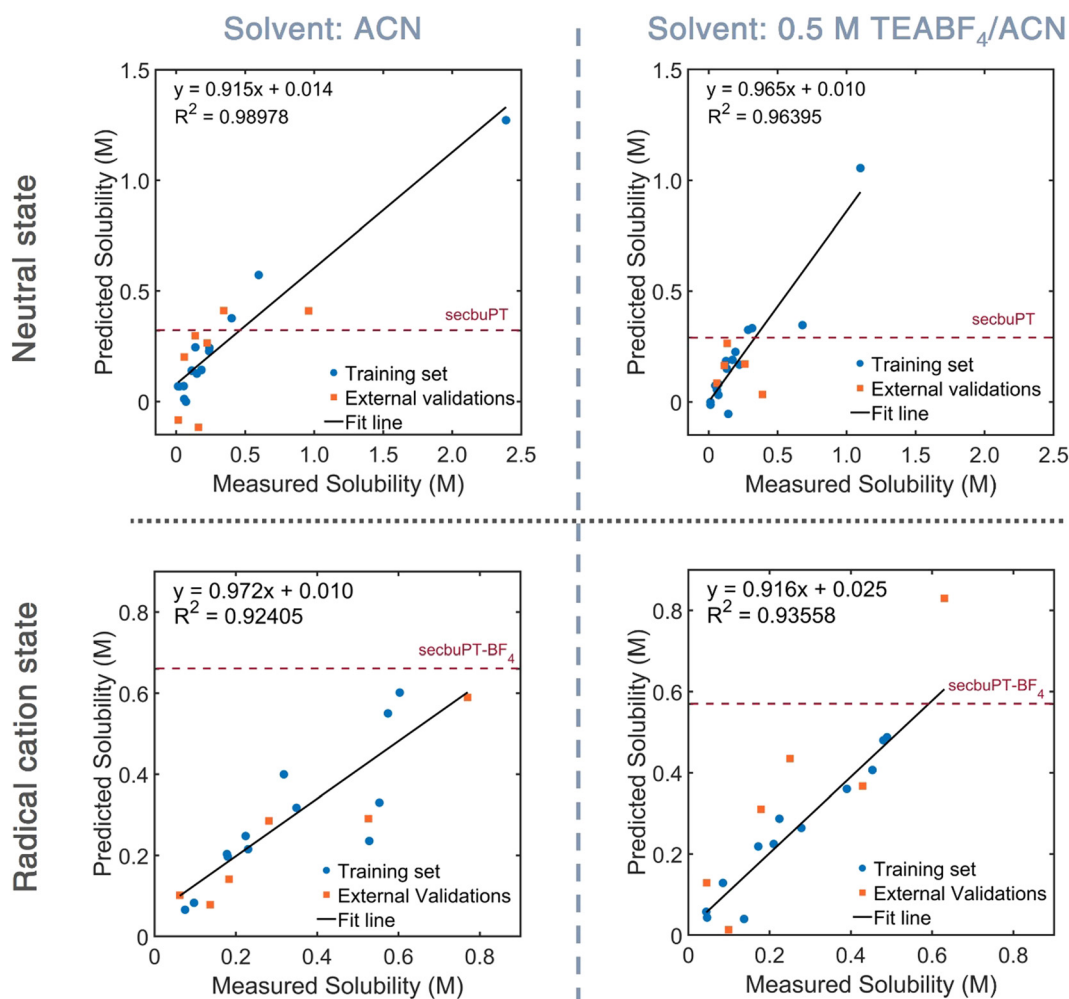 Solvent: ACN
Solvent: 0.5 M TEABF₄/ACN
Neutral state
Radical cation state
y = 0.915x + 0.014
R² = 0.98978
secbuPT
Training set
External validations
Fit line
Predicted Solubility (M)
1.5
1.0
0.5
0
0
0.5
1.0
1.5
2.0
2.5
Measured Solubility (M)
y = 0.965x + 0.010
R² = 0.96395
secbuPT
Training set
External validations
Fit line
Predicted Solubility (M)
1.5
1.0
0.5
0
0
0.5
1.0
1.5
2.0
2.5
Measured Solubility (M)
y = 0.972x + 0.010
R² = 0.92405
secbuPT-BF₄
Training set
External Validations
Fit line
Predicted Solubility (M)
0.8
0.6
0.4
0.2
0
0.2
0.4
0.6
0.8
Measured Solubility (M)
y = 0.916x + 0.025
R² = 0.93558
secbuPT-BF₄
Training set
External Validations
Fit line
Predicted Solubility (M)
0.8
0.6
0.4
0.2
0
0
0.2
0.4
0.6
0.8
Measured Solubility (M)